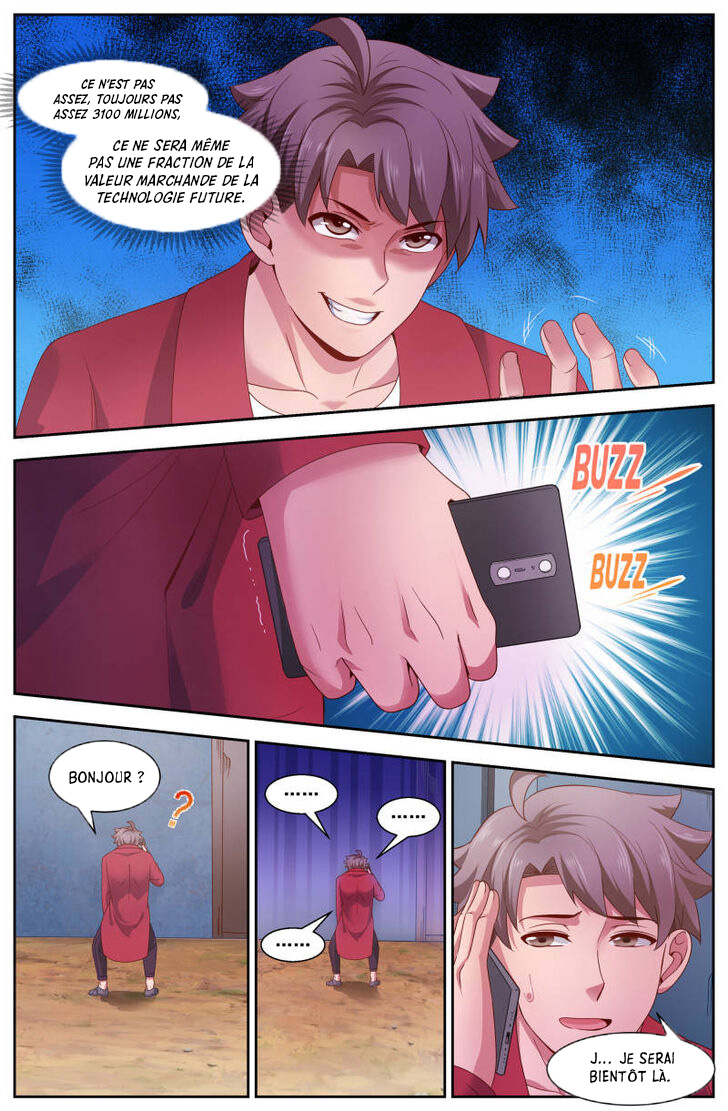 CE N'EST PAS
ASSEZ, TOUJOURS PAS
ASSEZ 3100 MILLIONS,
CE NE SERA MÊME
PAS UNE FRACTION DE LA
VALEUR MARCHANDE DE LA
TECHNOLOGIE FUTURE.
BUZZ
BUZZ
BONJOUR ?
?
......
......
......
J... JE SERAI
BIENTÔT LÀ.